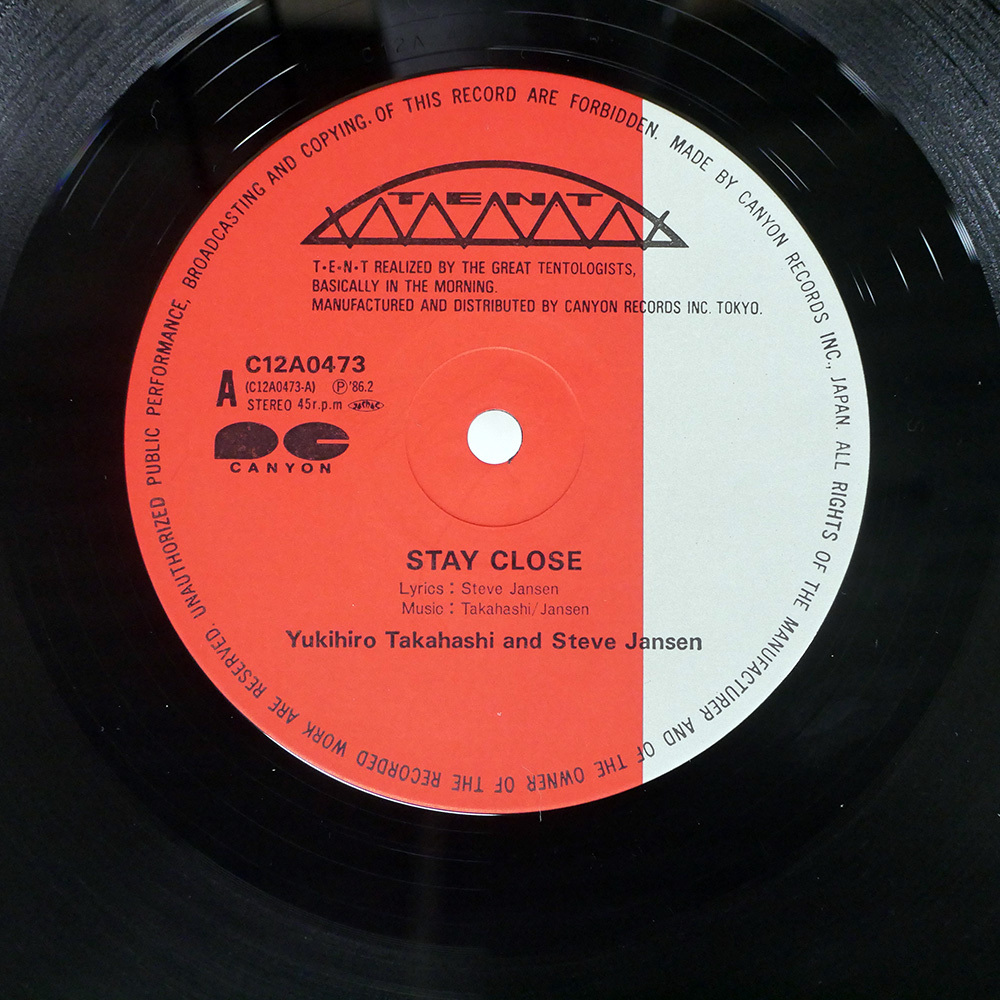 MADE BY CANYON RECORDS INC., JAPAN. ALL RIGHTS OF THE MANUFACTURER AND OF THE OWNER OF THE RECORDED WORK ARE RESERVED. UNAUTHORIZED PUBLIC PERFORMANCE, BROADCASTING AND COPYING. OF THIS RECORD ARE FORBIDDEN.
TENT
T•E•N•T REALIZED BY THE GREAT TENTOLOGISTS,
BASICALLY IN THE MORNING.
MANUFACTURED AND DISTRIBUTED BY CANYON RECORDS INC. TOKYO.
A
C12A0473
(C12A0473-A) Ⓟ'86.2
STEREO 45r.p.m
CANYON
STAY CLOSE
Lyrics : Steve Jansen
Music : Takahashi/Jansen
Yukihiro Takahashi and Steve Jansen